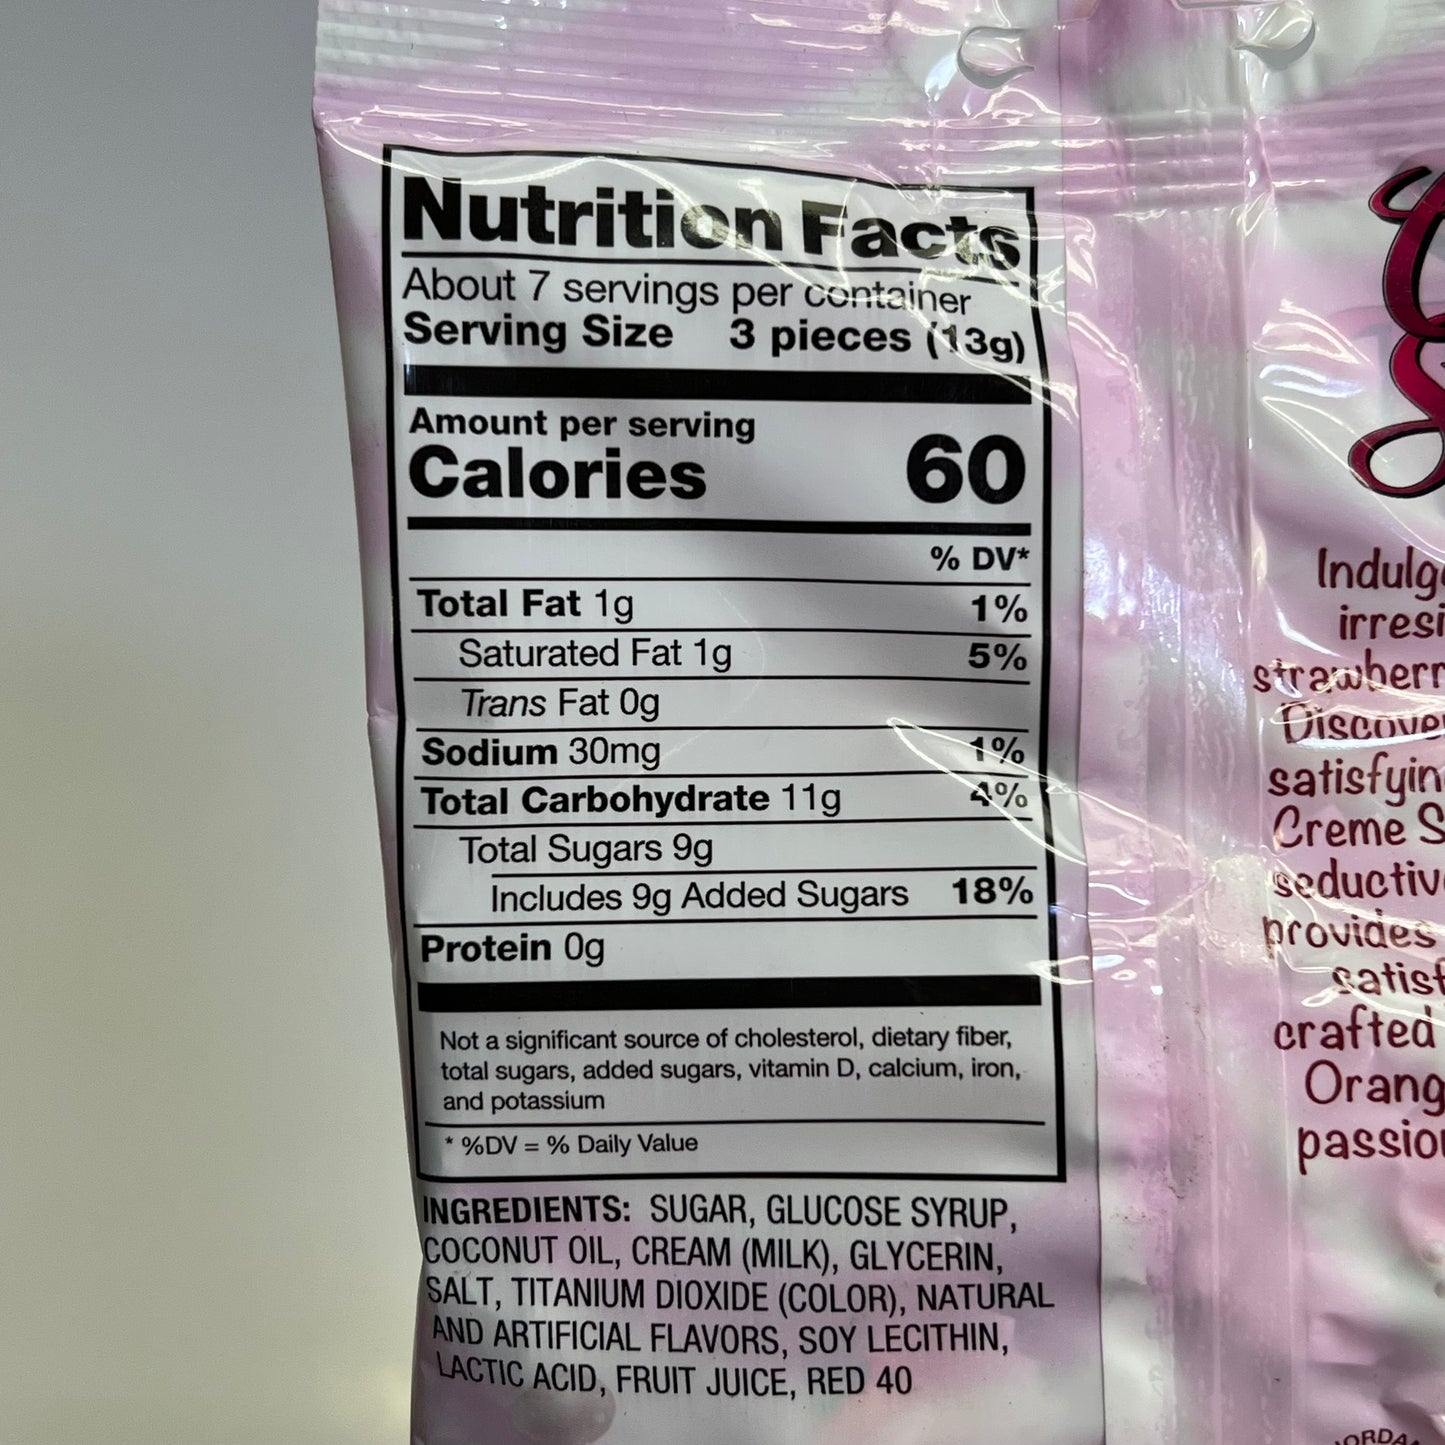 Nutrition Facts
About 7 servings per container
Serving Size 3 pieces (13g)
Amount per serving
Calories 60
% DV*
Total Fat 1g 1%
Saturated Fat 1g 5%
Trans Fat 0g
Sodium 30mg 1%
Total Carbohydrate 11g 4%
Total Sugars 9g
Includes 9g Added Sugars 18%
Protein 0g
Not a significant source of cholesterol, dietary fiber,
total sugars, added sugars, vitamin D, calcium, iron,
and potassium
* %DV = % Daily Value
INGREDIENTS: SUGAR, GLUCOSE SYRUP,
COCONUT OIL, CREAM (MILK), GLYCERIN,
SALT, TITANIUM DIOXIDE (COLOR), NATURAL
AND ARTIFICIAL FLAVORS, SOY LECITHIN,
LACTIC ACID, FRUIT JUICE, RED 40
Indulg
irresi
strawberr
Discove
satisfyin
Creme S
seductiv
provides
satisf
crafted
Orang
passio